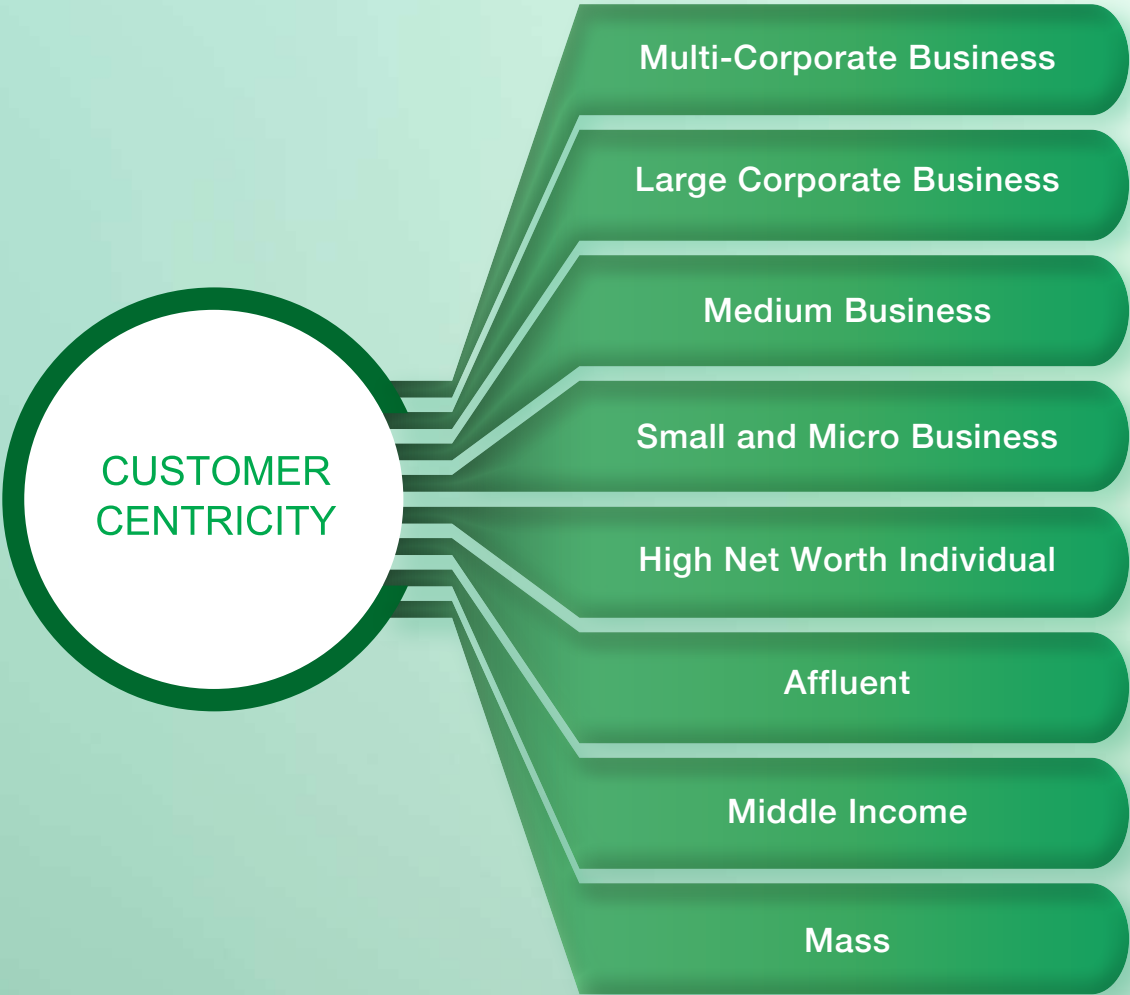 CUSTOMER
CENTRICITY
Multi-Corporate Business
Large Corporate Business
Medium Business
Small and Micro Business
High Net Worth Individual
Affluent
Middle Income
Mass